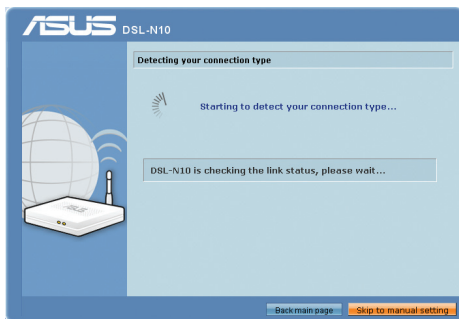 ASUS DSL-N10
Detecting your connection type
Starting to detect your connection type...
DSL-N10 is checking the link status, please wait...
Back main page
Skip to manual setting